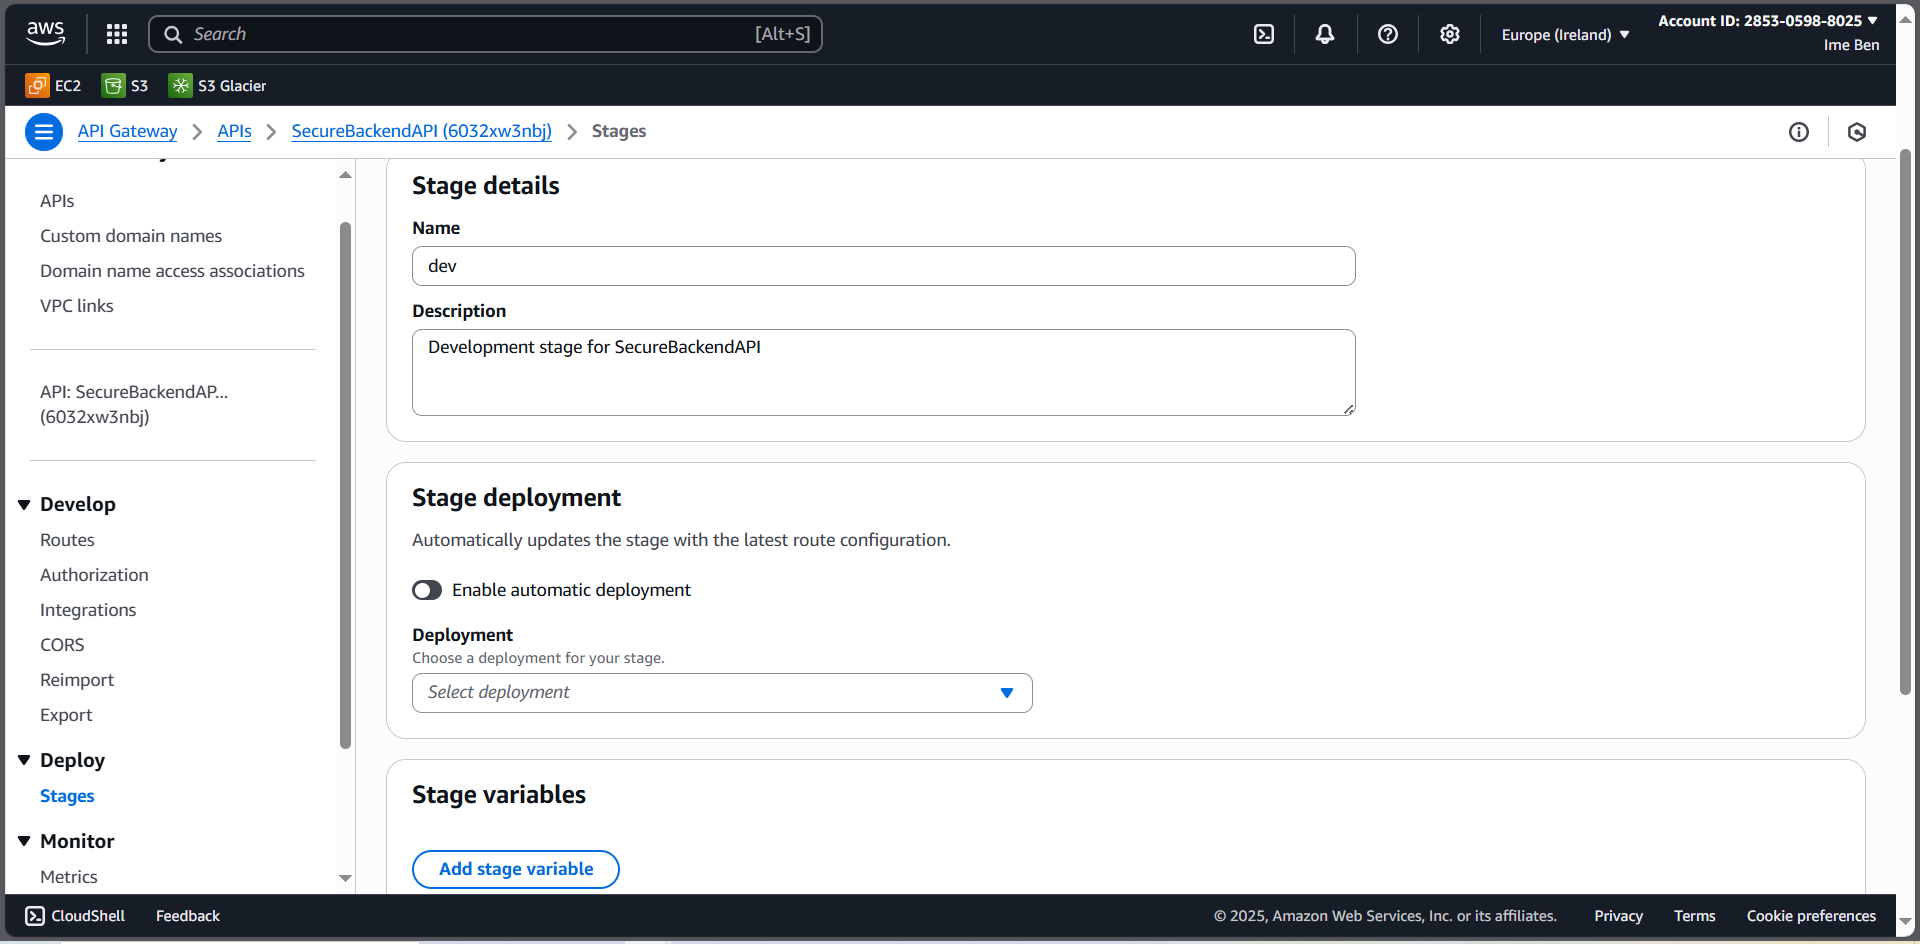 aws
Search
[Alt+S]
Europe (Ireland)
Account ID: 2853-0598-8025
Ime Ben
EC2
S3
S3 Glacier
API Gateway
APIs
SecureBackendAPI (6032xw3nbj)
Stages
APIs
Custom domain names
Domain name access associations
VPC links
API: SecureBackendAP...
(6032xw3nbj)
Develop
Routes
Authorization
Integrations
CORS
Reimport
Export
Deploy
Stages
Monitor
Metrics
Stage details
Name
dev
Description
Development stage for SecureBackendAPI
Stage deployment
Automatically updates the stage with the latest route configuration.
Enable automatic deployment
Deployment
Choose a deployment for your stage.
Select deployment
Stage variables
Add stage variable
CloudShell
Feedback
© 2025, Amazon Web Services, Inc. or its affiliates.
Privacy
Terms
Cookie preferences